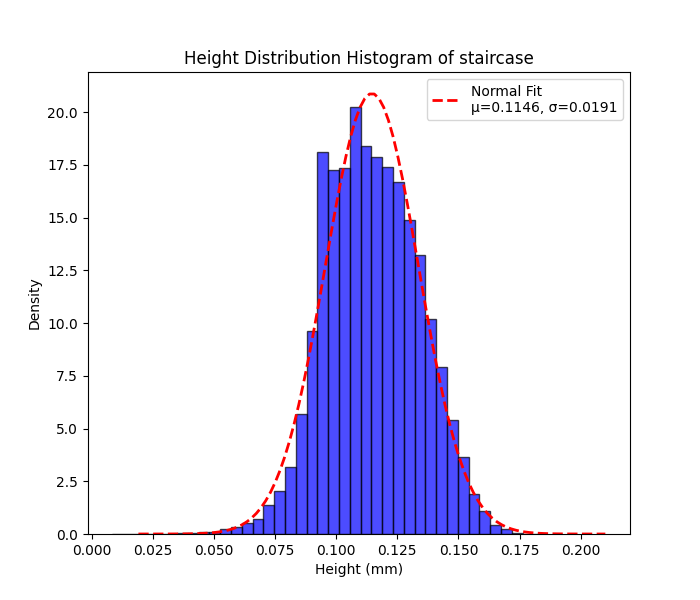 Height Distribution Histogram of staircase
Normal Fit
μ=0.1146, σ=0.0191
20.0
17.5
15.0
12.5
10.0
7.5
5.0
2.5
0.0
Density
0.000 0.025 0.050 0.075 0.100 0.125 0.150 0.175 0.200
Height (mm)